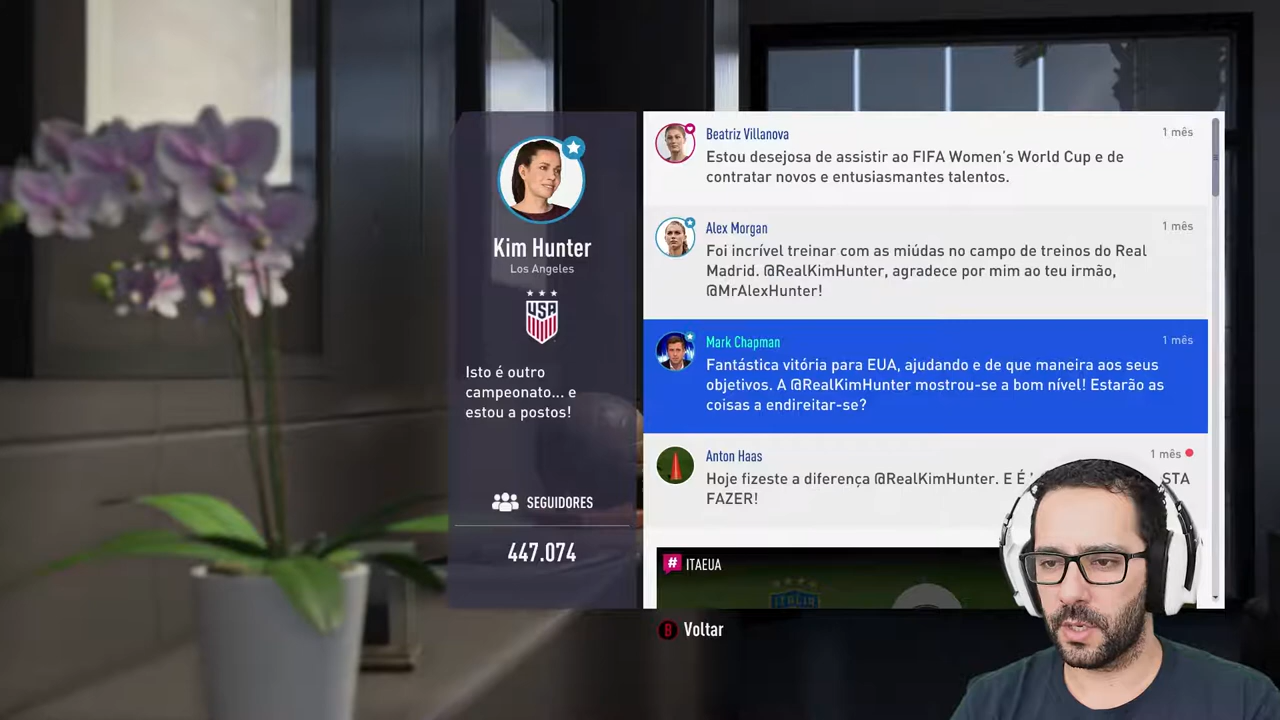 Kim Hunter
Los Angeles
USA
Isto é outro
campeonato... e
estou a postos!
SEGUIDORES
447.074
Beatriz Villanova
1 mês
Estou desejosa de assistir ao FIFA Women's World Cup e de
contratar novos e entusiasmantes talentos.
Alex Morgan
1 mês
Foi incrível treinar com as miúdas no campo de treinos do Real
Madrid. @RealKimHunter, agradece por mim ao teu irmão,
@MrAlexHunter!
Mark Chapman
1 mês
Fantástica vitória para EUA, ajudando e de que maneira aos seus
objetivos. A @RealKimHunter mostrou-se a bom nível! Estarão as
coisas a endireitar-se?
Anton Haas
1 mês
Hoje fizeste a diferença @RealKimHunter. E É
FAZER!
# ITAEUA
ITALIA
B Voltar